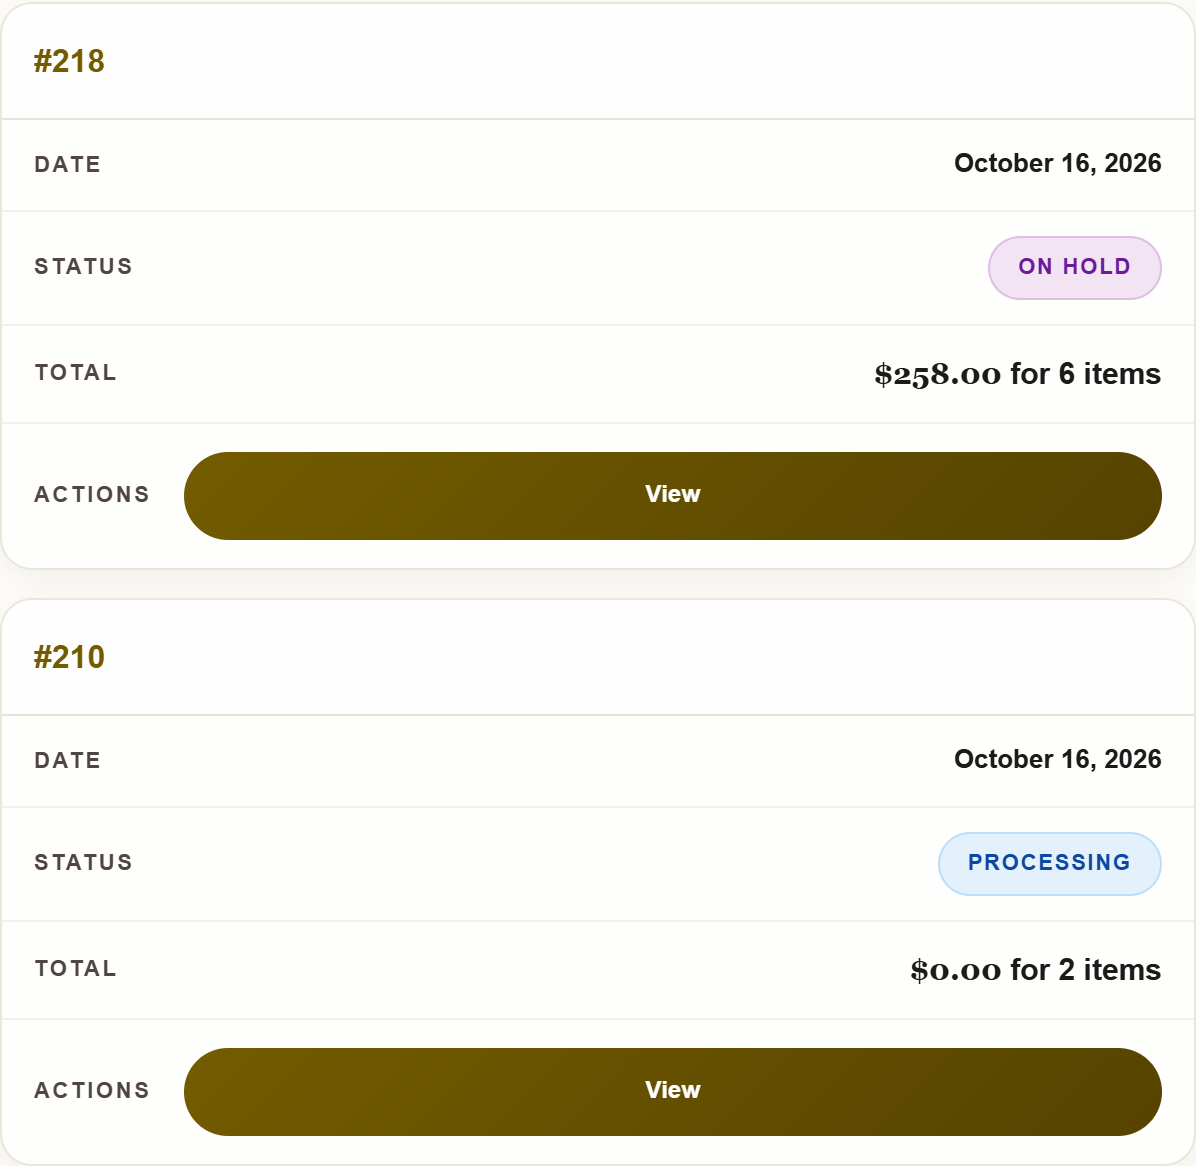 #218
DATE October 16, 2026
STATUS ON HOLD
TOTAL $258.00 for 6 items
ACTIONS View
#210
DATE October 16, 2026
STATUS PROCESSING
TOTAL $0.00 for 2 items
ACTIONS View